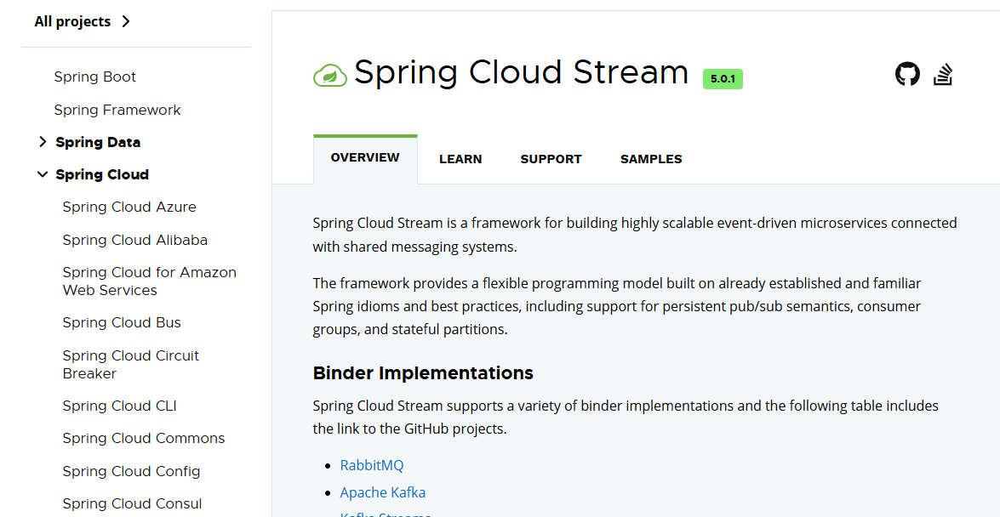 All projects
Spring Boot
Spring Framework
Spring Data
Spring Cloud
Spring Cloud Azure
Spring Cloud Alibaba
Spring Cloud for Amazon
Web Services
Spring Cloud Bus
Spring Cloud Circuit
Breaker
Spring Cloud CLI
Spring Cloud Commons
Spring Cloud Config
Spring Cloud Consul
Spring Cloud Stream 5.0.1
OVERVIEW LEARN SUPPORT SAMPLES
Spring Cloud Stream is a framework for building highly scalable event-driven microservices connected
with shared messaging systems.
The framework provides a flexible programming model built on already established and familiar
Spring idioms and best practices, including support for persistent pub/sub semantics, consumer
groups, and stateful partitions.
Binder Implementations
Spring Cloud Stream supports a variety of binder implementations and the following table includes
the link to the GitHub projects.
RabbitMQ
Apache Kafka
Kafka Streams